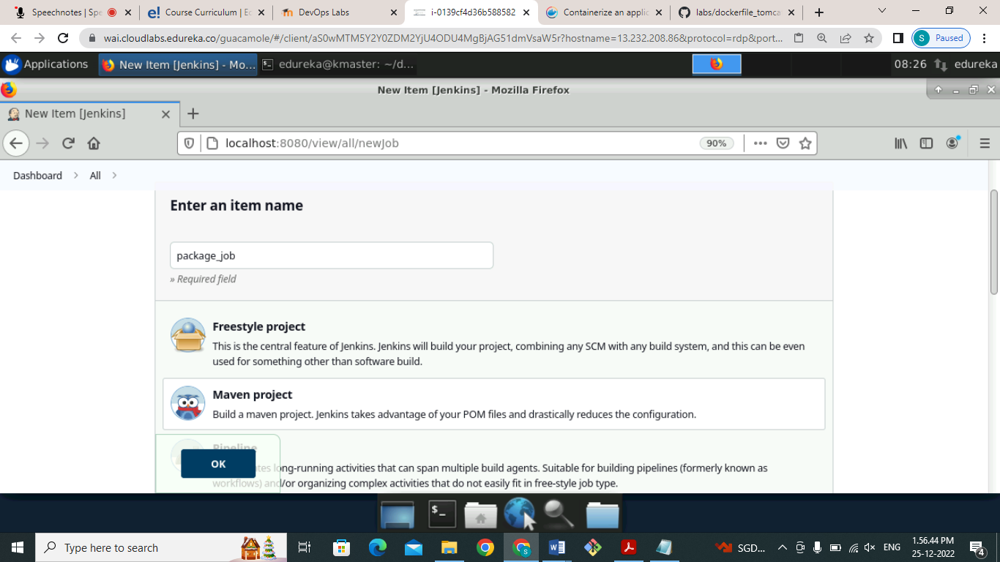 Speechnotes | Spe
Course Curriculum | E
DevOps Labs
i-0139cf4d36b588582
Containerize an applic
labs/dockerfile_tomca
wai.cloudlabs.edureka.co/guacamole/#/client/aS0wMTM5Y2Y0ZDM2YjU4ODU4MgBjAG51dmVsaW5r?hostname=13.232.208.86&protocol=rdp&port...
S Paused
Applications
New Item [Jenkins] - Mo...
edureka@kmaster: ~/d...
08:26
edureka
New Item [Jenkins] - Mozilla Firefox
New Item [Jenkins]
localhost:8080/view/all/newJob
90%
Dashboard
All
Enter an item name
package_job
» Required field
Freestyle project
This is the central feature of Jenkins. Jenkins will build your project, combining any SCM with any build system, and this can be even
used for something other than software build.
Maven project
Build a maven project. Jenkins takes advantage of your POM files and drastically reduces the configuration.
Pipeline
OK
long-running activities that can span multiple build agents. Suitable for building pipelines (formerly known as
workflows) and/or organizing complex activities that do not easily fit in free-style job type.
Type here to search
SGD...
ENG
1.56.44 PM
25-12-2022
4